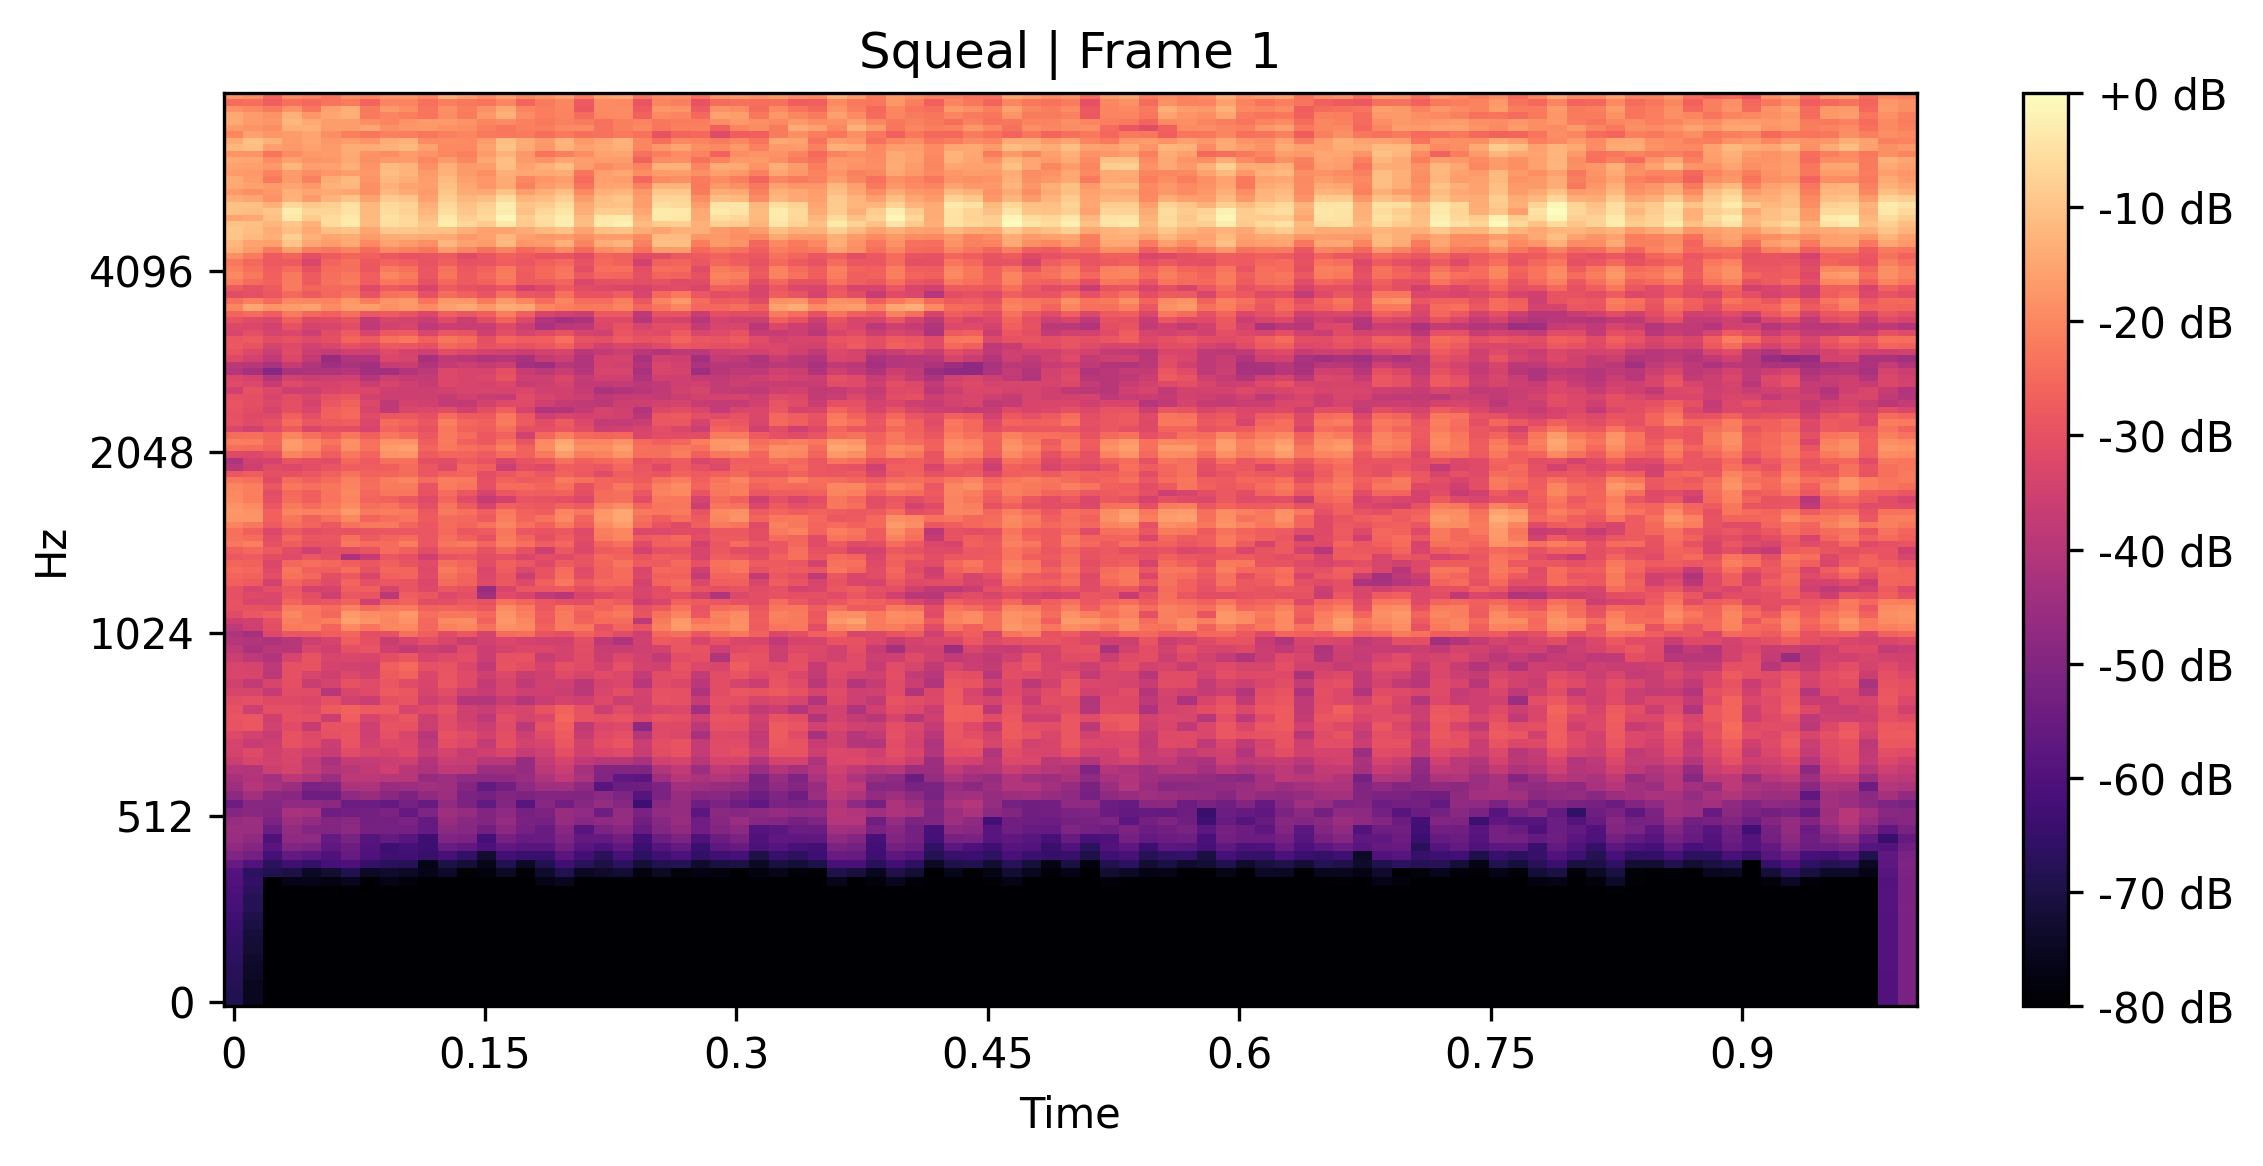 Squeal | Frame 1
+0 dB
-10 dB
-20 dB
-30 dB
-40 dB
-50 dB
-60 dB
-70 dB
-80 dB
Hz
4096
2048
1024
512
0
0 0.15 0.3 0.45 0.6 0.75 0.9
Time